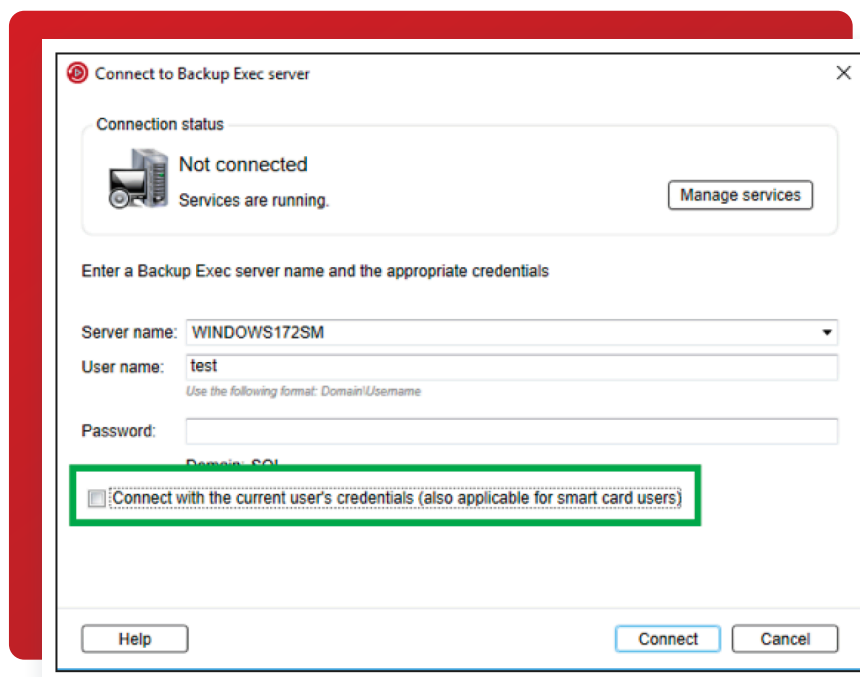 Connect to Backup Exec server
Connection status
Not connected
Services are running.
Manage services
Enter a Backup Exec server name and the appropriate credentials
Server name: WINDOWS172SM
User name: test
Use the following format: Domain\Username
Password:
Domain: SQL
Connect with the current user's credentials (also applicable for smart card users)
Help Connect Cancel